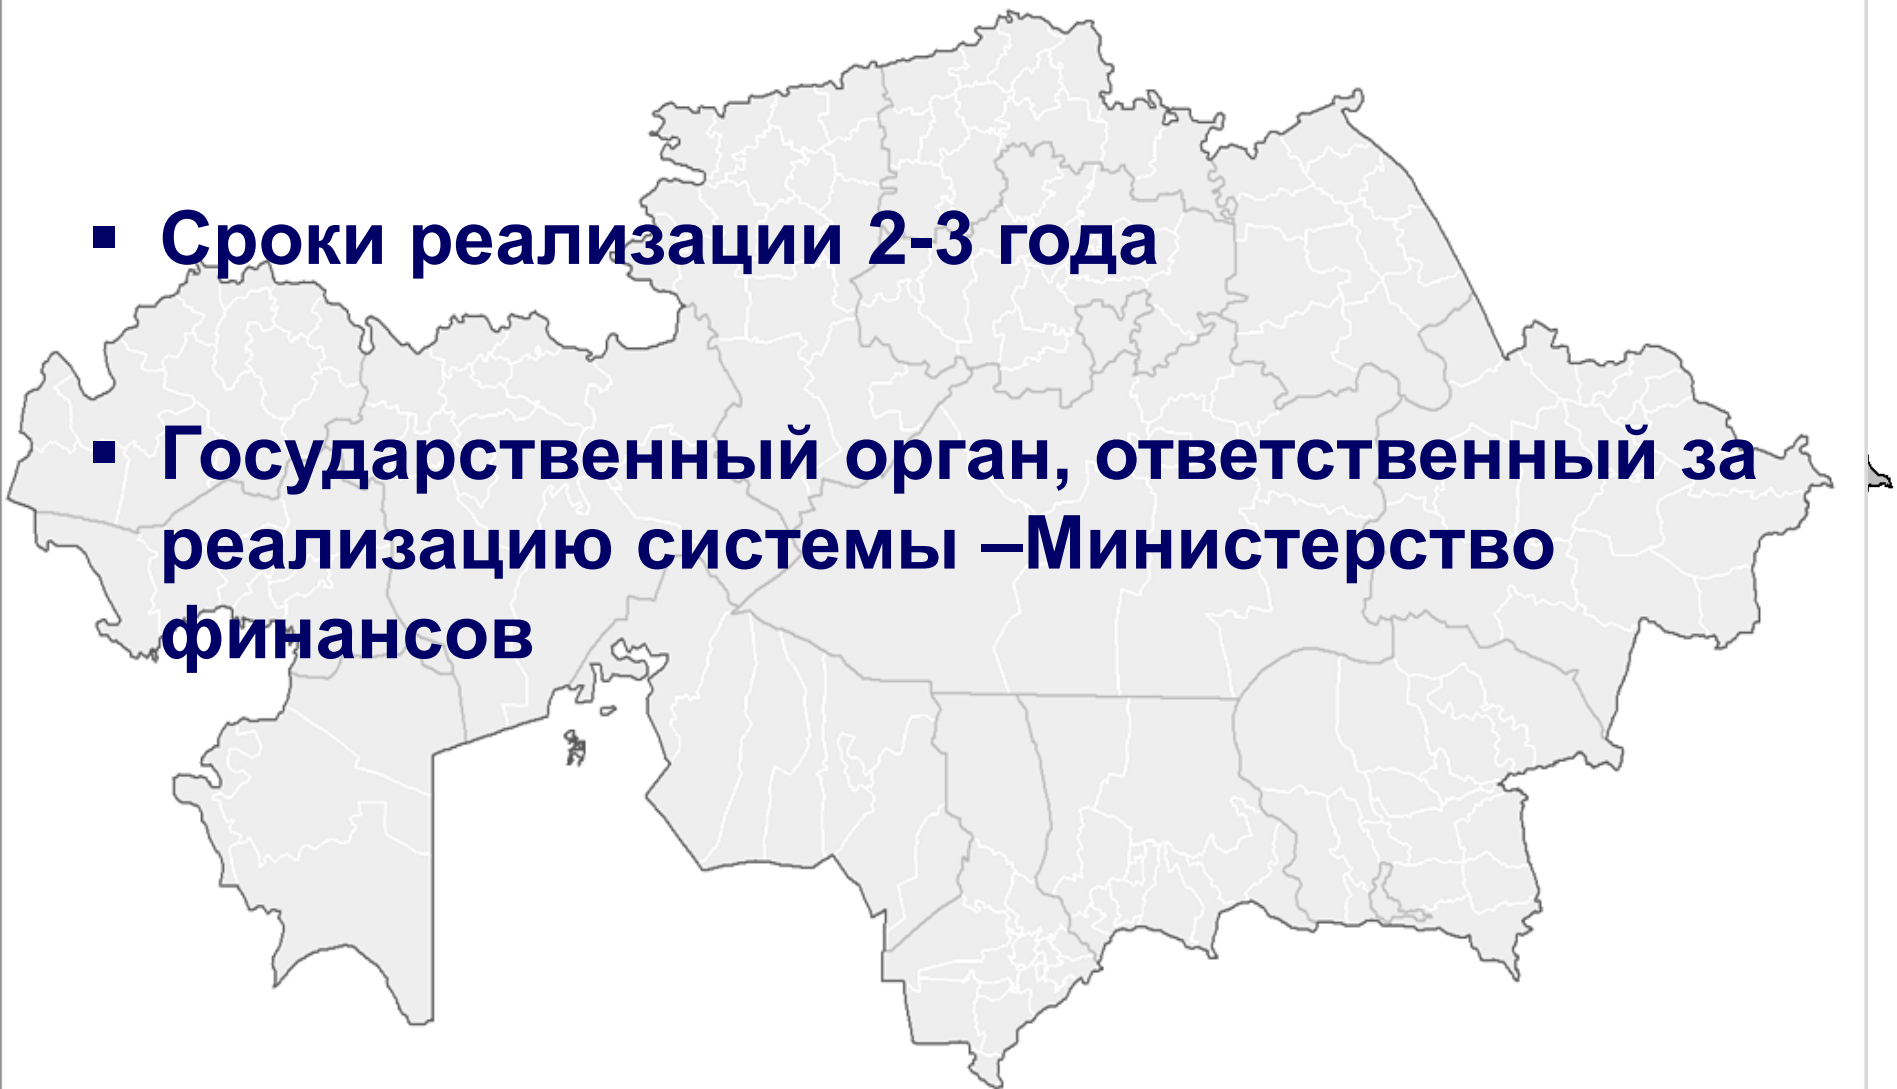 ▪ Сроки реализации 2-3 года
▪ Государственный орган, ответственный за
реализацию системы –Министерство
финансов